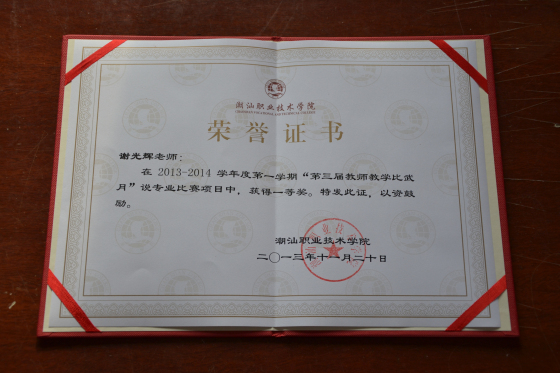 潮汕职业技术学院
荣誉证书
谢光辉老师：
在 2013-2014 学年度第一学期“第三届教师教学比武
月”说专业比赛项目中，获得一等奖。特发此证，以资鼓
励。
潮汕职业技术学院
二〇一三年十一月二十日